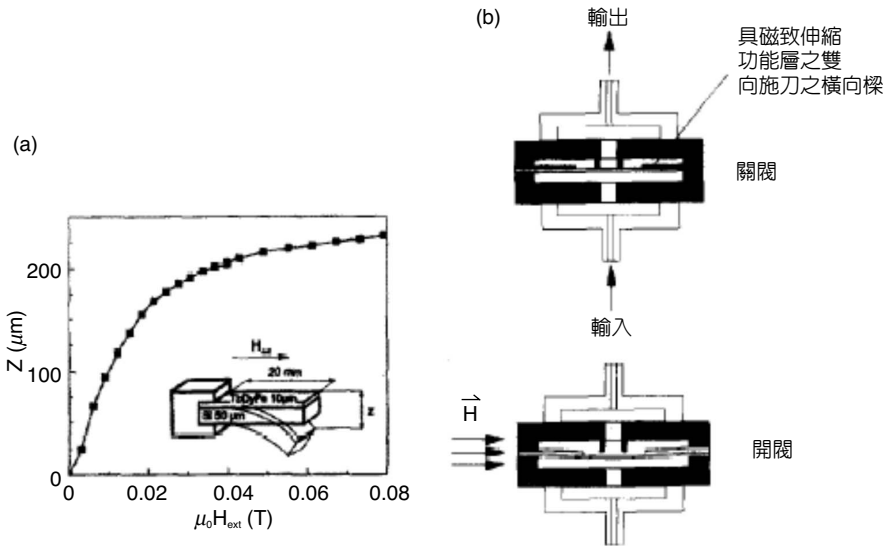 (a)
Z (μm)
200
100
0
0
0.02
0.04
0.06
0.08
μ₀Hext (T)
20 mm
TbDyFe 10μm
Si 50 μm
z
(b)
輸出
具磁致伸縮
功能層之雙
向施刀之橫向樑
關閥
輸入
H
開閥